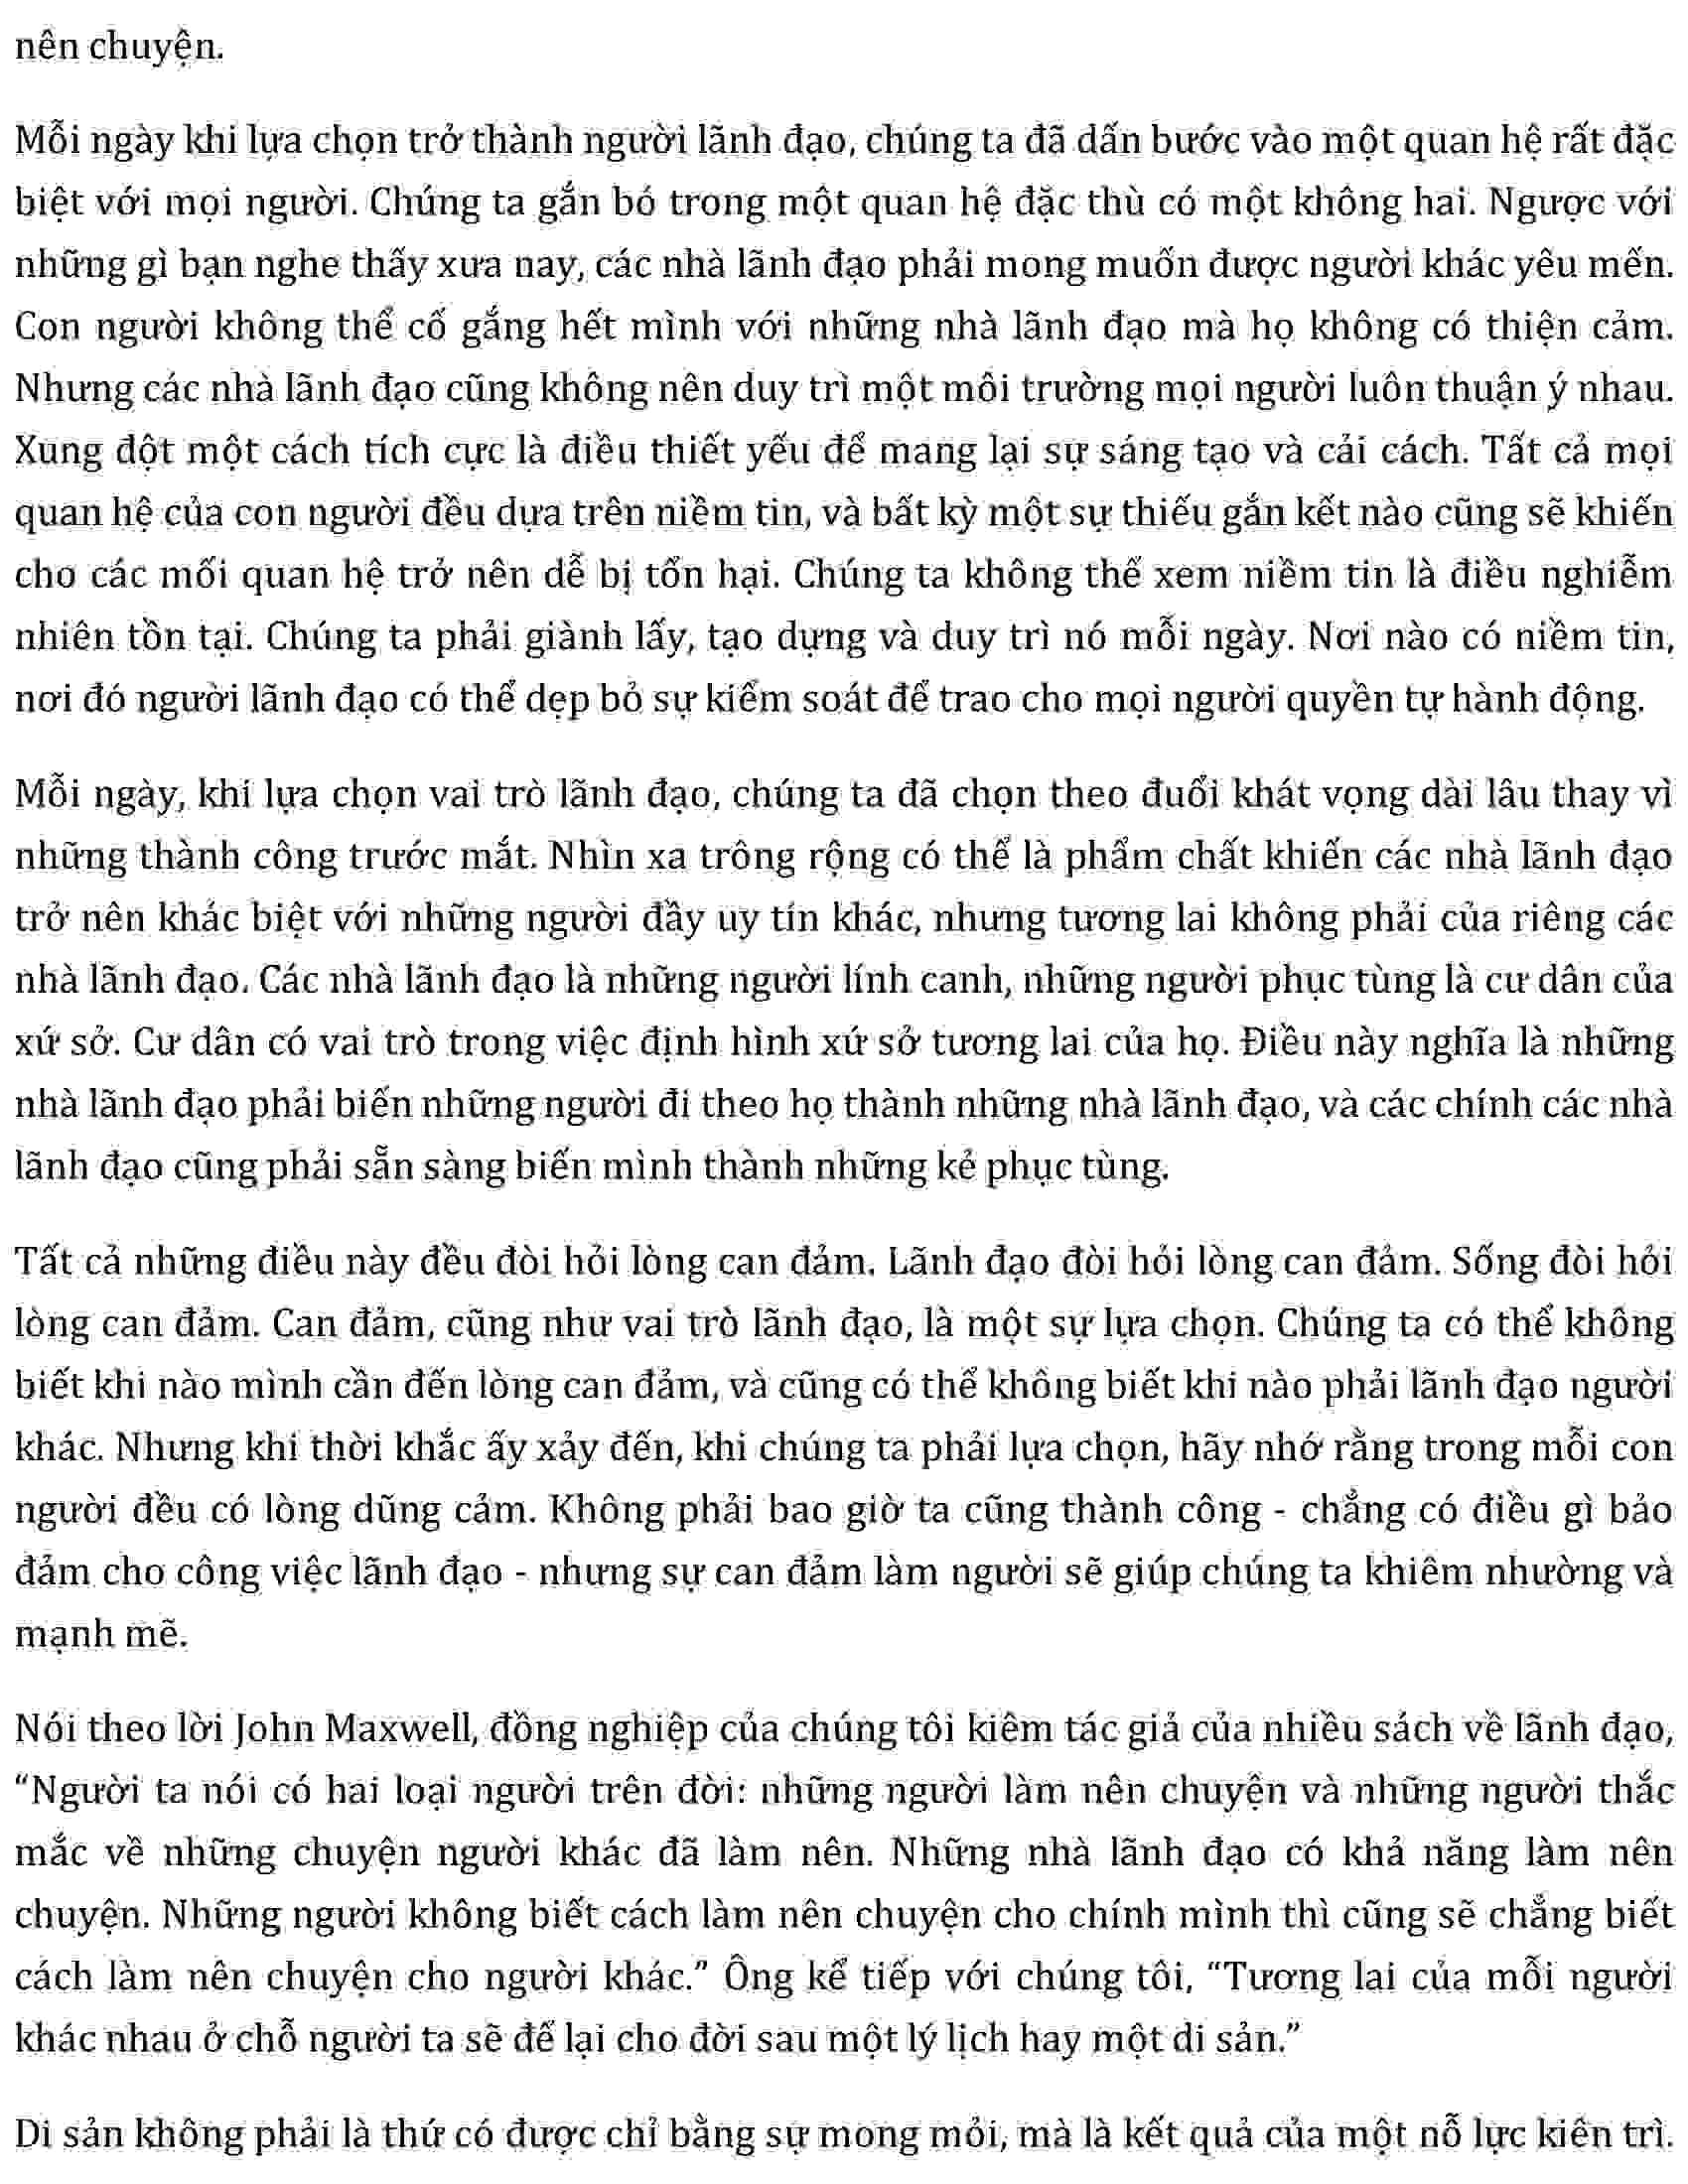 nên chuyện.
Mỗi ngày khi lựa chọn trở thành người lãnh đạo, chúng ta đã dấn bước vào một quan hệ rất đặc
biệt với mọi người. Chúng ta gắn bó trong một quan hệ đặc thù có một không hai. Ngược với
những gì bạn nghe thấy xưa nay, các nhà lãnh đạo phải mong muốn được người khác yêu mến.
Con người không thể cố gắng hết mình với những nhà lãnh đạo mà họ không có thiện cảm.
Nhưng các nhà lãnh đạo cũng không nên duy trì một môi trường mọi người luôn thuận ý nhau.
Xung đột một cách tích cực là điều thiết yếu để mang lại sự sáng tạo và cải cách. Tất cả mọi
quan hệ của con người đều dựa trên niềm tin, và bất kỳ một sự thiếu gắn kết nào cũng sẽ khiến
cho các mối quan hệ trở nên dễ bị tổn hại. Chúng ta không thể xem niềm tin là điều nghiễm
nhiên tồn tại. Chúng ta phải giành lấy, tạo dựng và duy trì nó mỗi ngày. Nơi nào có niềm tin,
nơi đó người lãnh đạo có thể dẹp bỏ sự kiểm soát để trao cho mọi người quyền tự hành động.
Mỗi ngày, khi lựa chọn vai trò lãnh đạo, chúng ta đã chọn theo đuổi khát vọng dài lâu thay vì
những thành công trước mắt. Nhìn xa trông rộng có thể là phẩm chất khiến các nhà lãnh đạo
trở nên khác biệt với những người đầy uy tín khác, nhưng tương lai không phải của riêng các
nhà lãnh đạo. Các nhà lãnh đạo là những người lính canh, những người phục tùng là cư dân của
xứ sở. Cư dân có vai trò trong việc định hình xứ sở tương lai của họ. Điều này nghĩa là những
nhà lãnh đạo phải biến những người đi theo họ thành những nhà lãnh đạo, và các chính các nhà
lãnh đạo cũng phải sẵn sàng biến mình thành những kẻ phục tùng.
Tất cả những điều này đều đòi hỏi lòng can đảm. Lãnh đạo đòi hỏi lòng can đảm. Sống đòi hỏi
lòng can đảm. Can đảm, cũng như vai trò lãnh đạo, là một sự lựa chọn. Chúng ta có thể không
biết khi nào mình cần đến lòng can đảm, và cũng có thể không biết khi nào phải lãnh đạo người
khác. Nhưng khi thời khắc ấy xảy đến, khi chúng ta phải lựa chọn, hãy nhớ rằng trong mỗi con
người đều có lòng dũng cảm. Không phải bao giờ ta cũng thành công - chẳng có điều gì bảo
đảm cho công việc lãnh đạo - nhưng sự can đảm làm người sẽ giúp chúng ta khiêm nhường và
mạnh mẽ.
Nói theo lời John Maxwell, đồng nghiệp của chúng tôi kiêm tác giả của nhiều sách về lãnh đạo,
“Người ta nói có hai loại người trên đời: những người làm nên chuyện và những người thắc
mắc về những chuyện người khác đã làm nên. Những nhà lãnh đạo có khả năng làm nên
chuyện. Những người không biết cách làm nên chuyện cho chính mình thì cũng sẽ chẳng biết
cách làm nên chuyện cho người khác.” Ông kể tiếp với chúng tôi, “Tương lai của mỗi người
khác nhau ở chỗ người ta sẽ để lại cho đời sau một lý lịch hay một di sản.”
Di sản không phải là thứ có được chỉ bằng sự mong mỏi, mà là kết quả của một nỗ lực kiên trì.